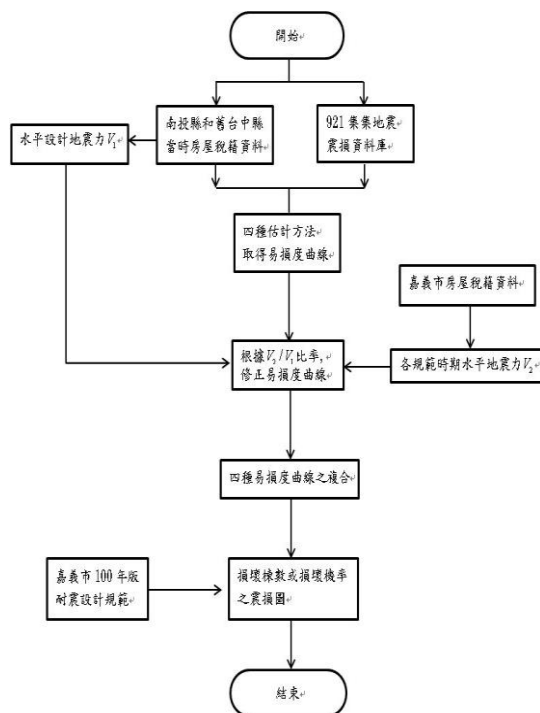 開始
水平設計地震力V₁
南投縣和舊台中縣
當時房屋稅籍資料
921集集地震
震損資料庫
四種估計方法
取得易損度曲線
嘉義市房屋稅籍資料
根據V₂/V₁比率,
修正易損度曲線
各規範時期水平地震力V₂
四種易損度曲線之複合
嘉義市100年版
耐震設計規範
損壞棟數或損壞機率
之震損圖
結束